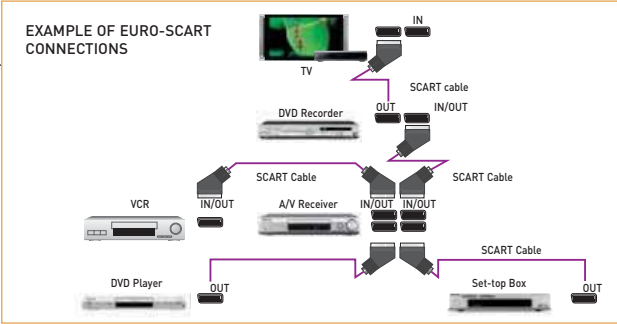 EXAMPLE OF EURO-SCART
CONNECTIONS
IN
TV
SCART cable
DVD Recorder
OUT
IN/OUT
SCART Cable
SCART Cable
VCR
IN/OUT
A/V Receiver
IN/OUT
IN/OUT
SCART Cable
DVD Player
OUT
Set-top Box
OUT